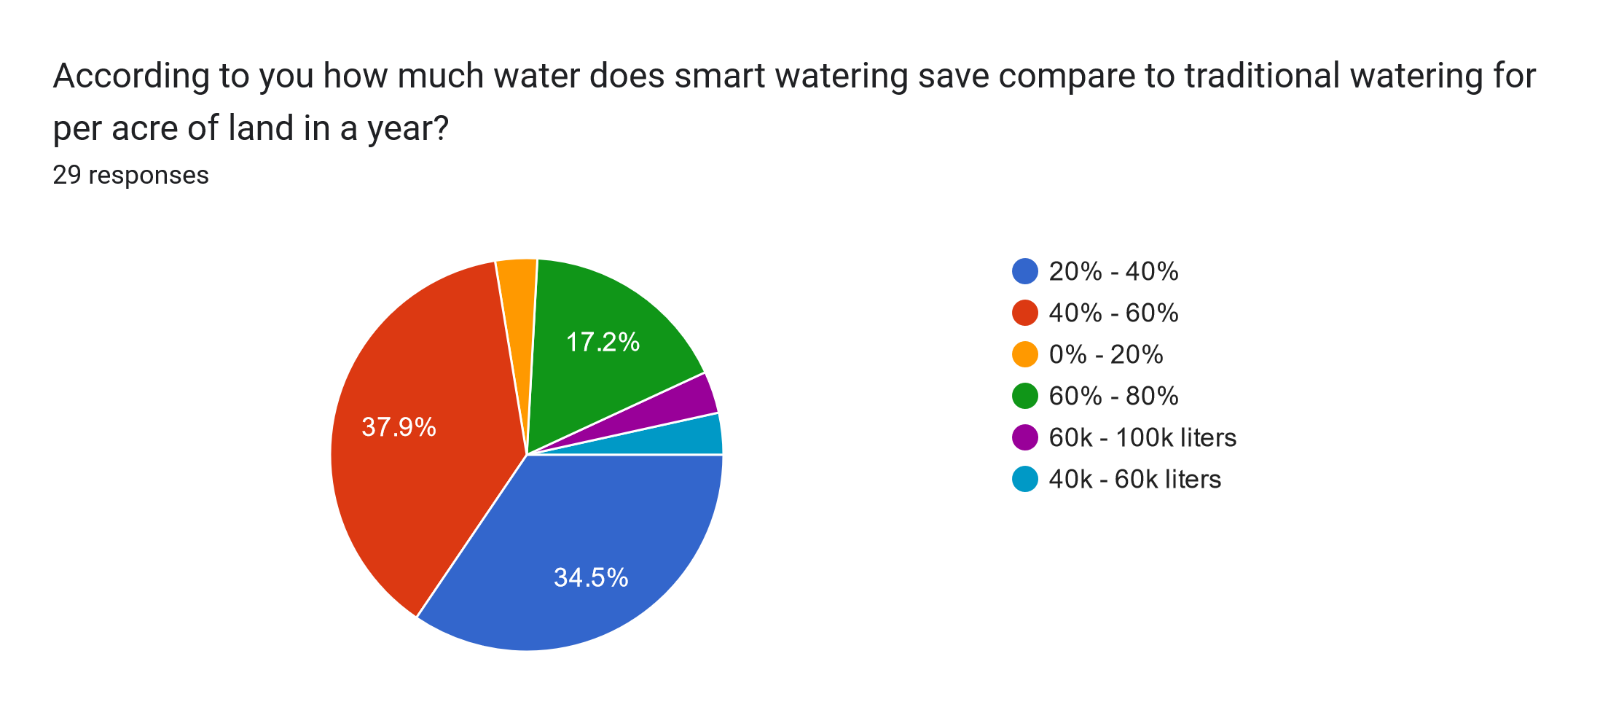 According to you how much water does smart watering save compare to traditional watering for
per acre of land in a year?
29 responses
17.2%
37.9%
34.5%
20% - 40%
40% - 60%
0% - 20%
60% - 80%
60k - 100k liters
40k - 60k liters